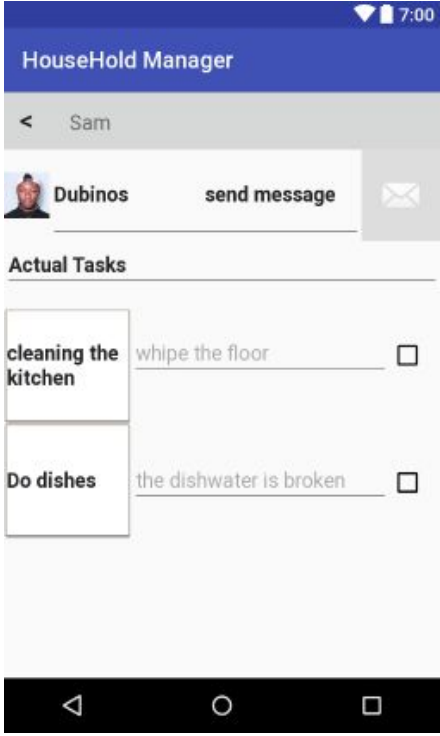 7:00
HouseHold Manager
< Sam
Dubinos send message
Actual Tasks
cleaning the
kitchen
whipe the floor
Do dishes
the dishwater is broken